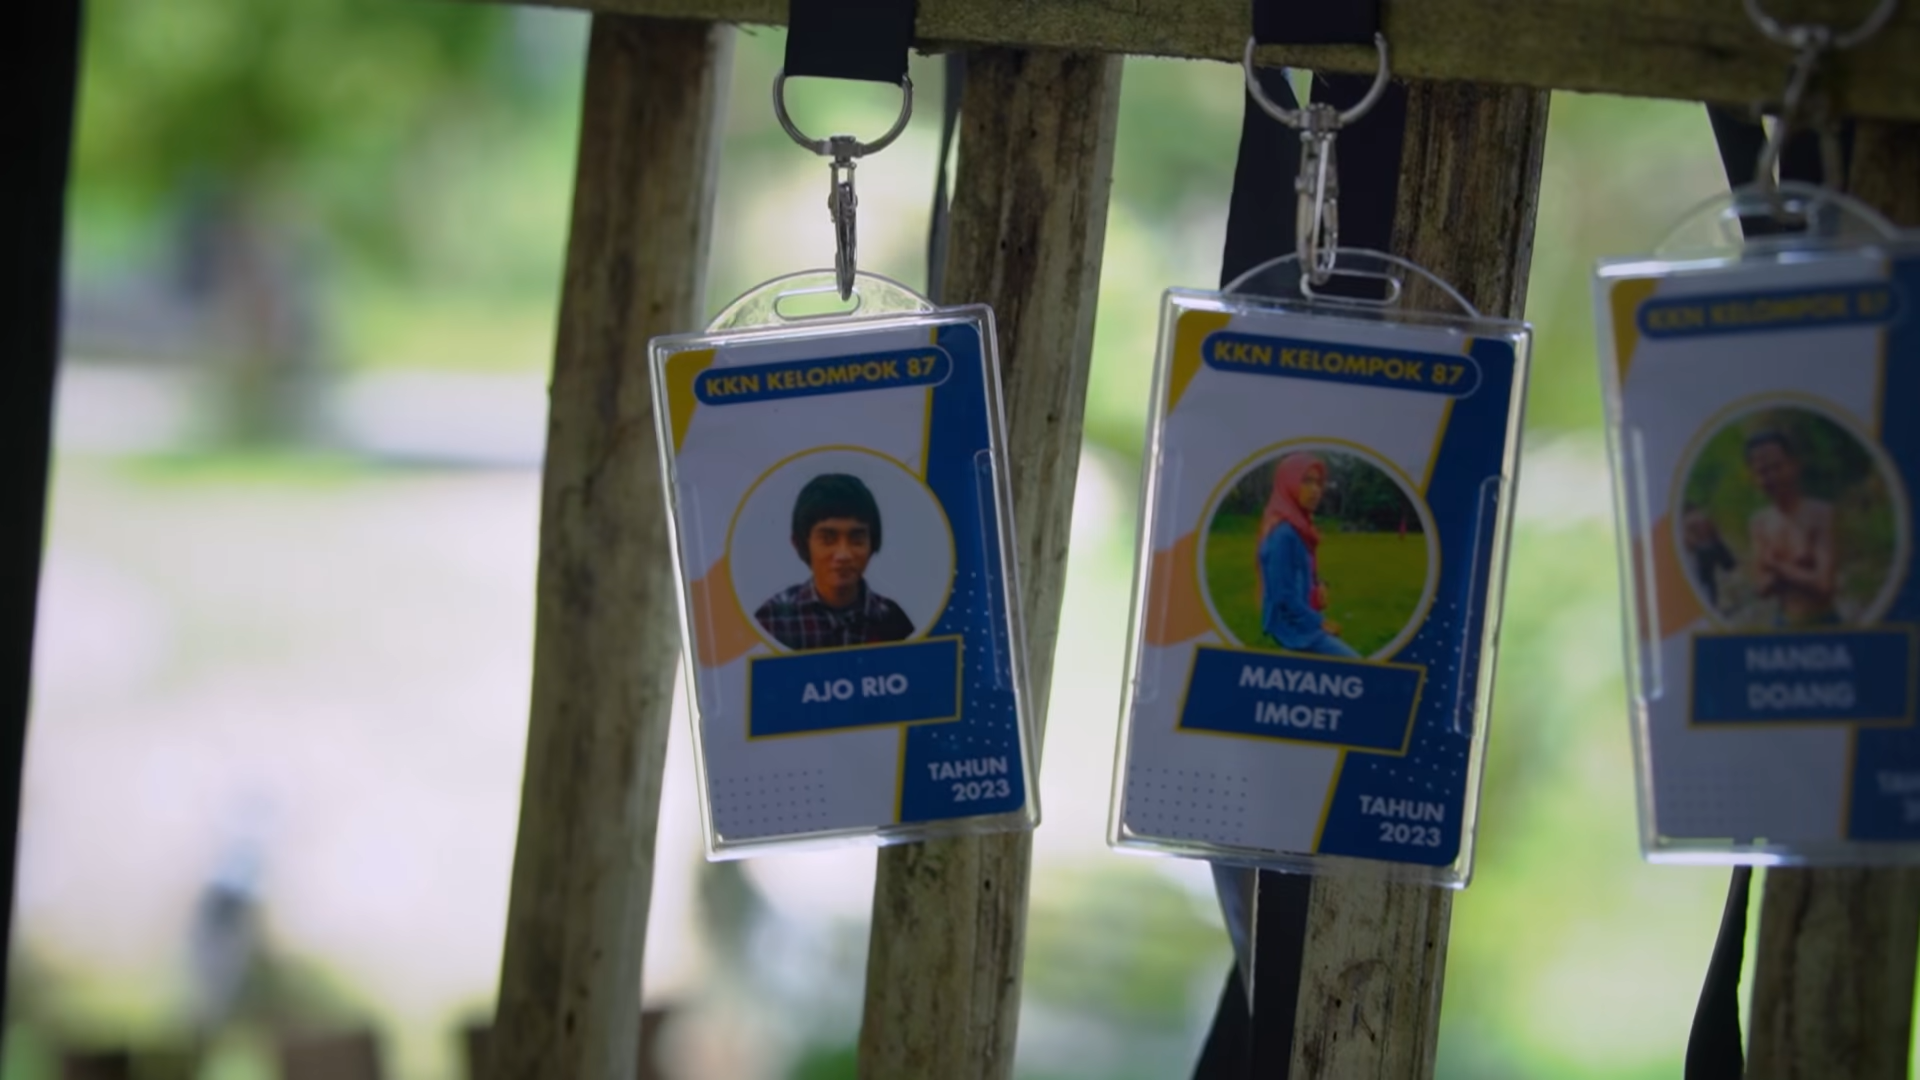 KKN KELOMPOK 87
AJO RIO
TAHUN
2023
KKN KELOMPOK 87
MAYANG
IMOET
TAHUN
2023
KKN KELOMPOK 87
NANDA
DOANG